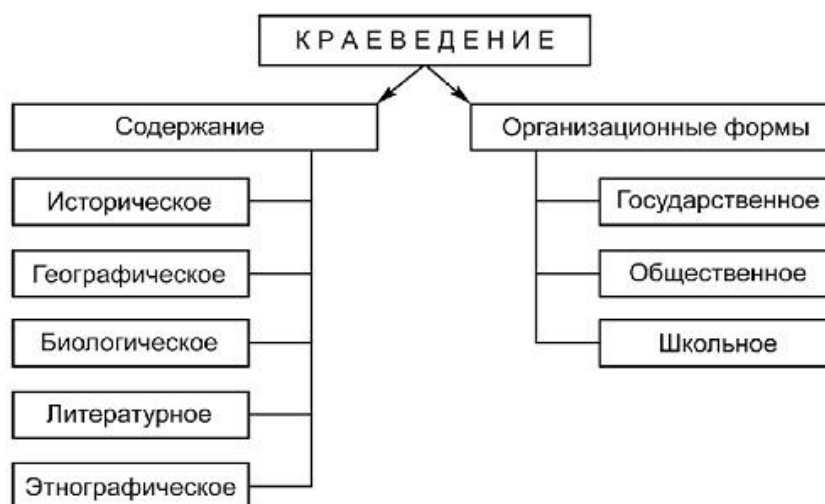 КРАЕВЕДЕНИЕ
Содержание
Организационные формы
Историческое
Государственное
Географическое
Общественное
Биологическое
Школьное
Литературное
Этнографическое